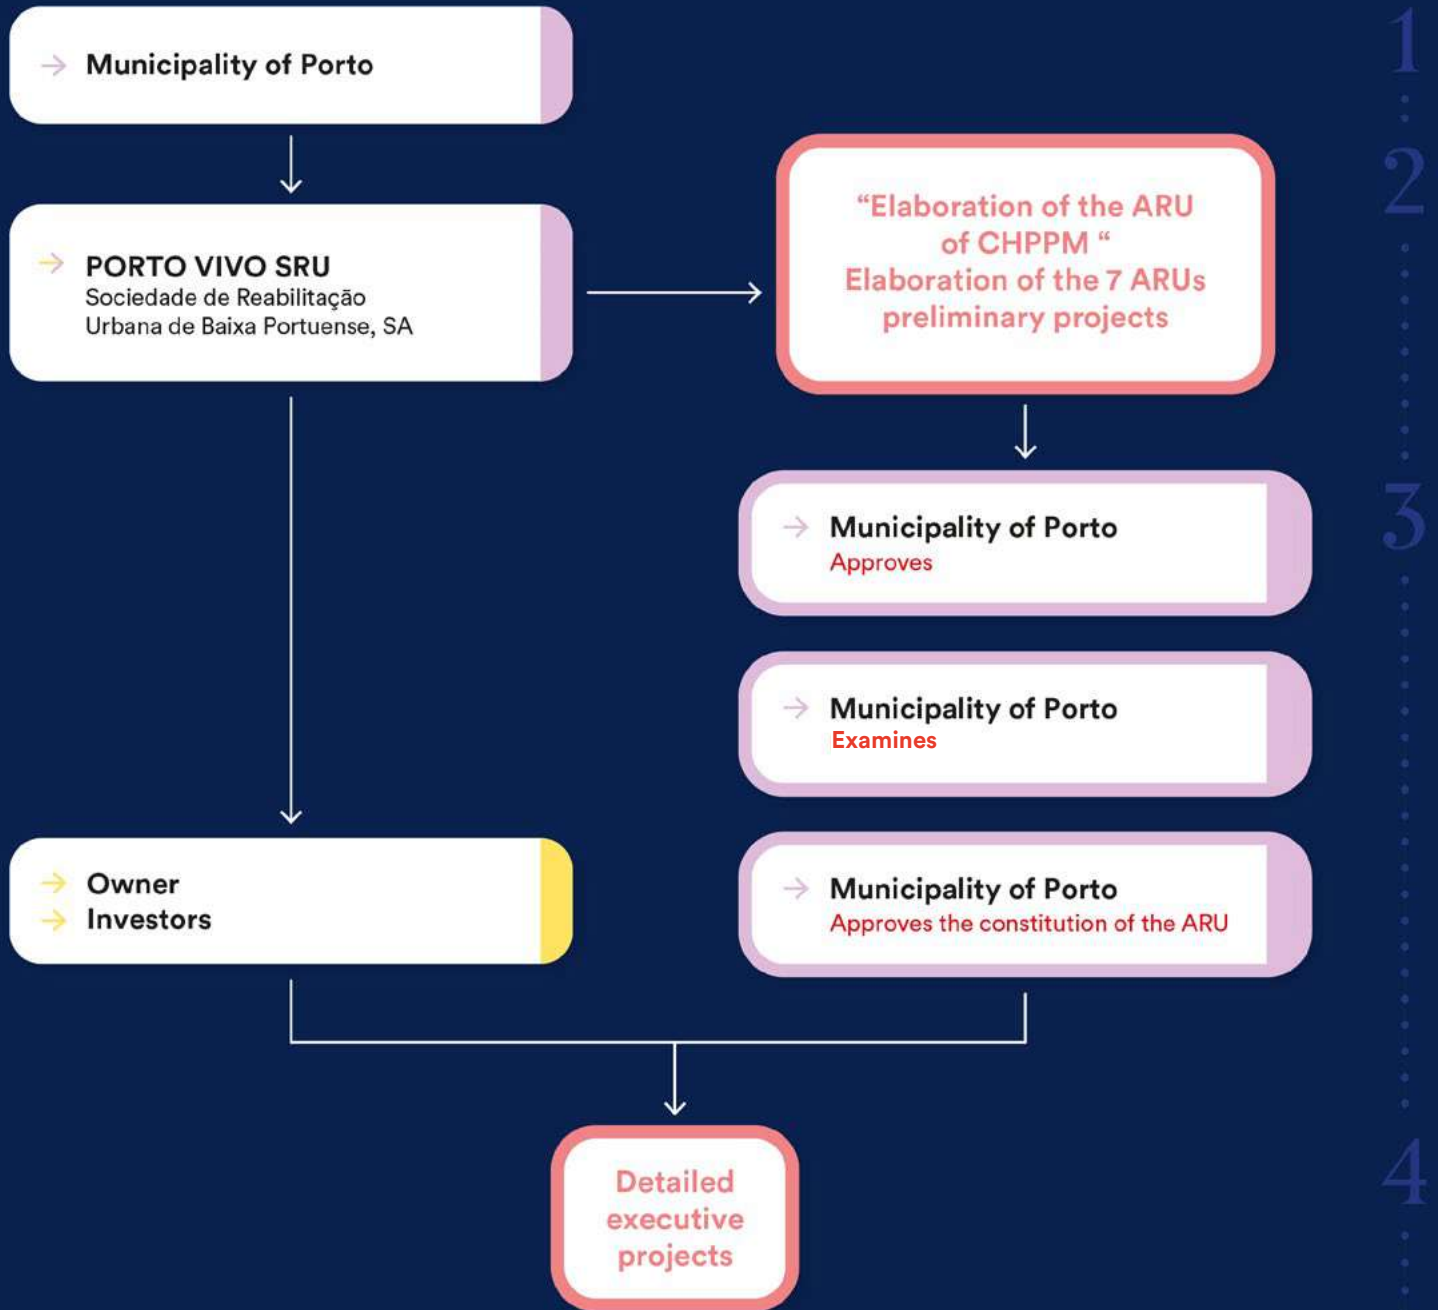 1
Municipality of Porto
2
PORTO VIVO SRU
Sociedade de Reabilitação
Urbana de Baixa Portuense, SA
“Elaboration of the ARU
of CHPPM “
Elaboration of the 7 ARUs
preliminary projects
3
Municipality of Porto
Approves
Municipality of Porto
Examines
Owner
Investors
Municipality of Porto
Approves the constitution of the ARU
4
Detailed
executive
projects